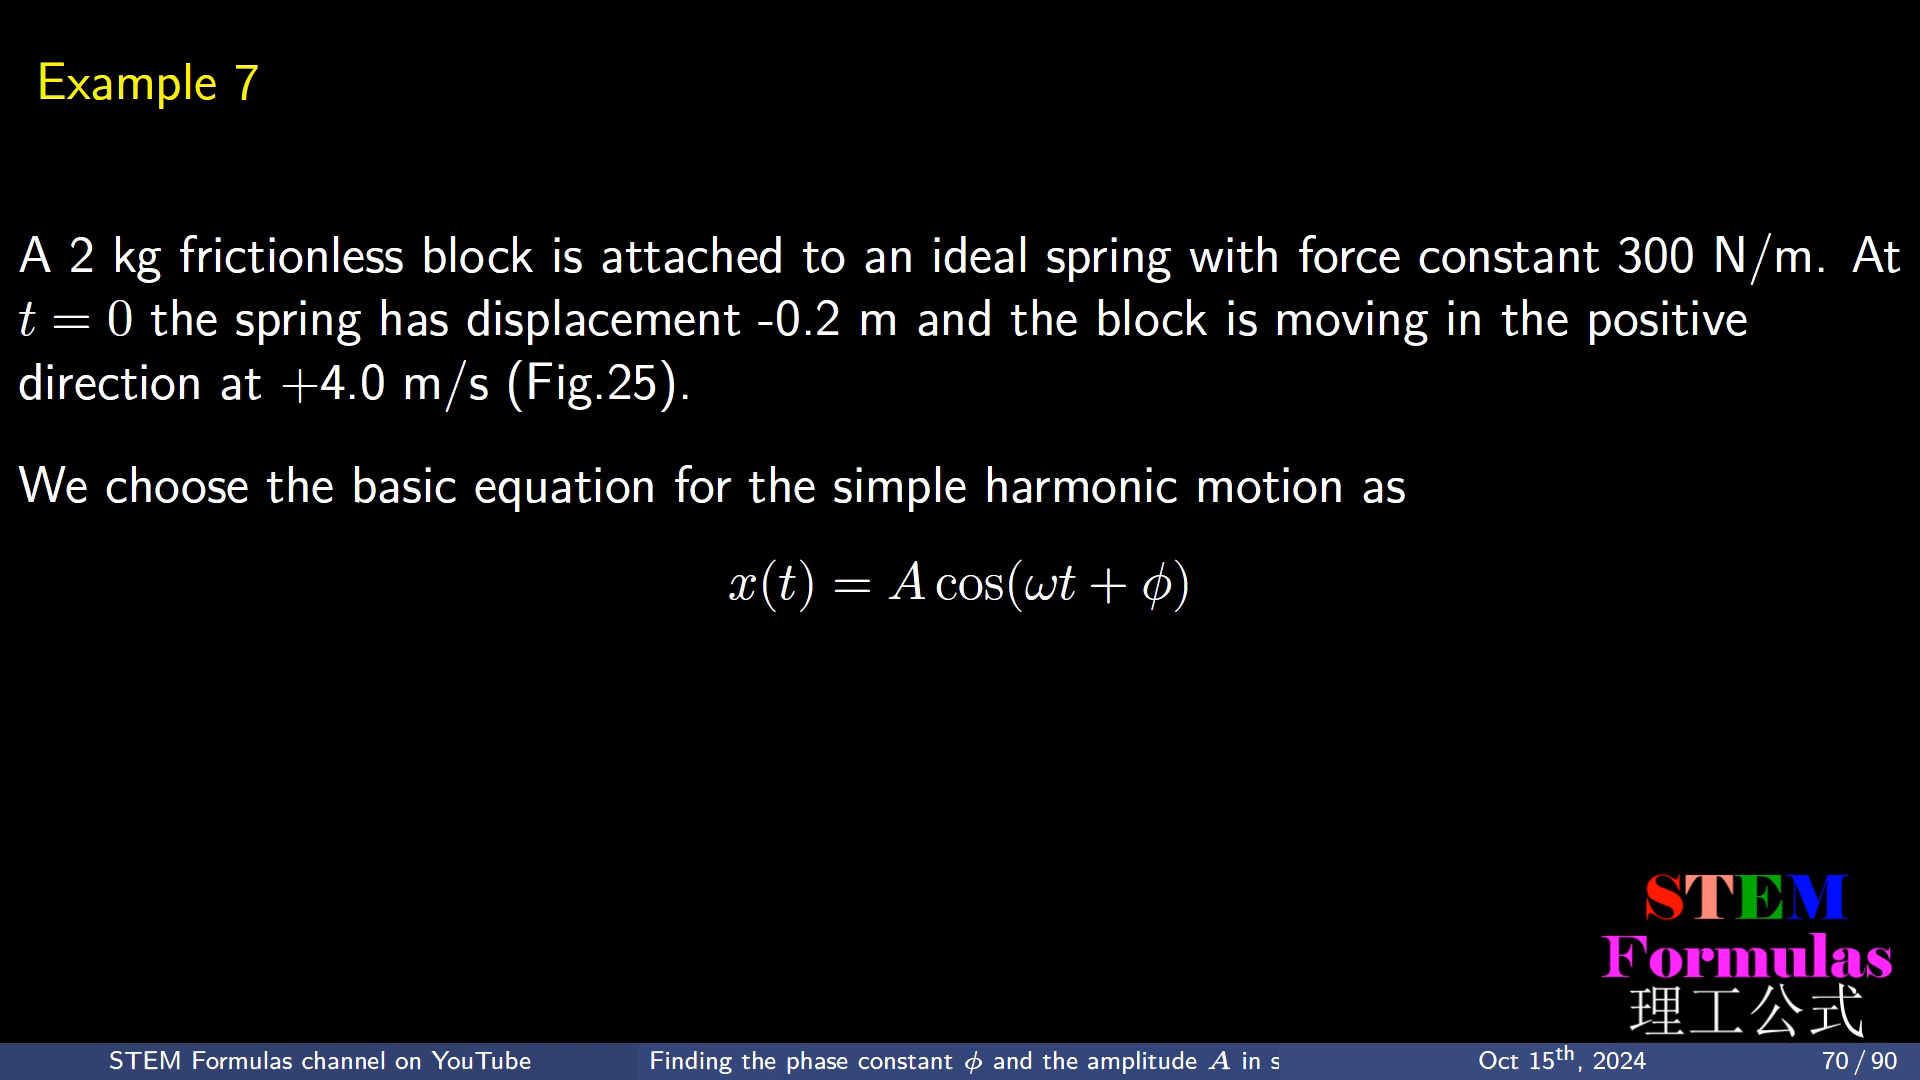 Example 7
A 2 kg frictionless block is attached to an ideal spring with force constant 300 N/m. At
t = 0 the spring has displacement -0.2 m and the block is moving in the positive
direction at +4.0 m/s (Fig.25).
We choose the basic equation for the simple harmonic motion as
x(t) = A cos(ωt + ϕ)
STEM
Formulas
理工公式
STEM Formulas channel on YouTube Finding the phase constant ϕ and the amplitude A in s Oct 15th, 2024 70 / 90